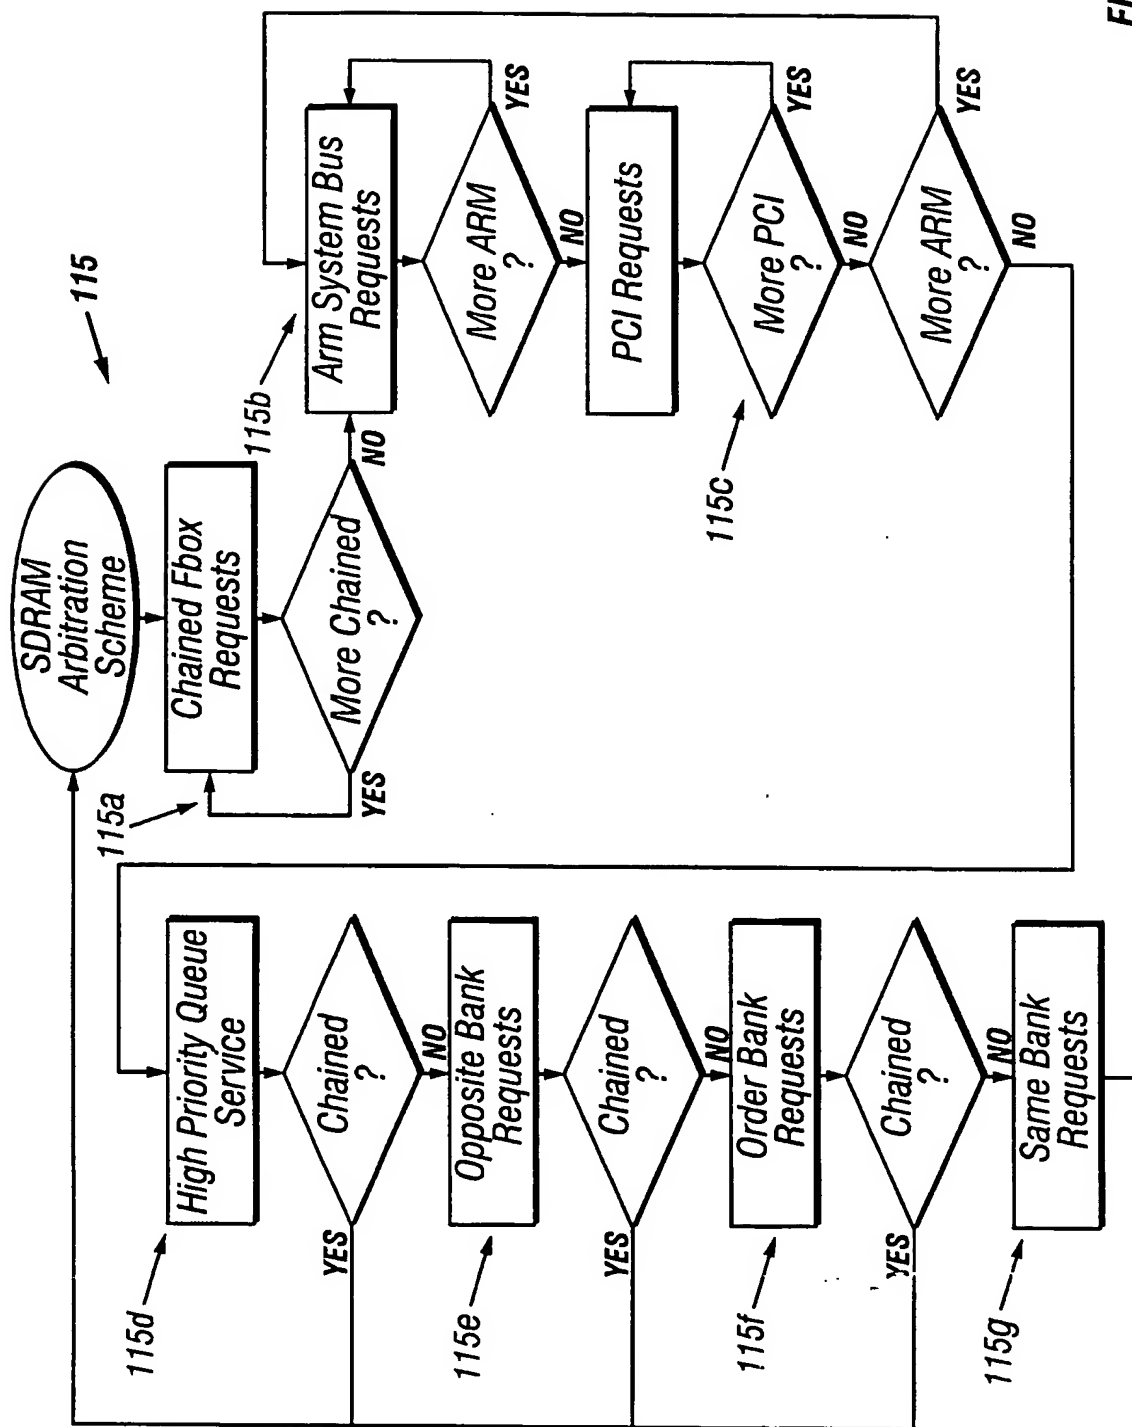 115
SDRAM
Arbitration
Scheme
115a
Chained Fbox
Requests
More Chained
?
YES
NO
115b
Arm System Bus
Requests
More ARM
?
YES
NO
PCI Requests
115c
More PCI
?
YES
NO
More ARM
?
YES
NO
115d
High Priority Queue
Service
Chained
?
YES
NO
115e
Opposite Bank
Requests
Chained
?
YES
NO
115f
Order Bank
Requests
Chained
?
YES
NO
115g
Same Bank
Requests